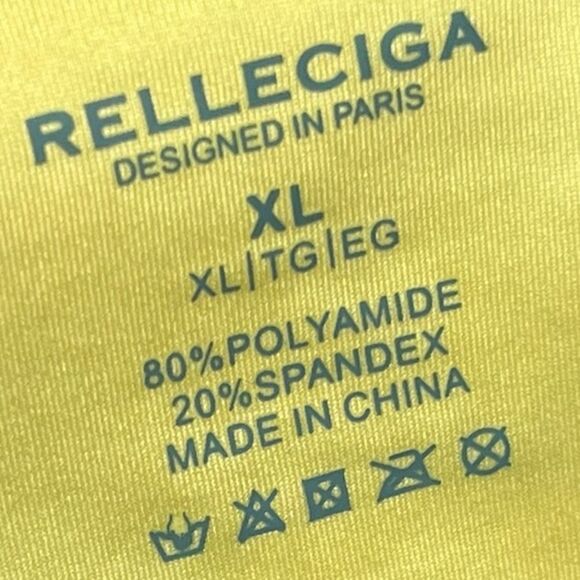 RELLECIGA
DESIGNED IN PARIS
XL
XL|TG|EG
80%POLYAMIDE
20%SPANDEX
MADE IN CHINA